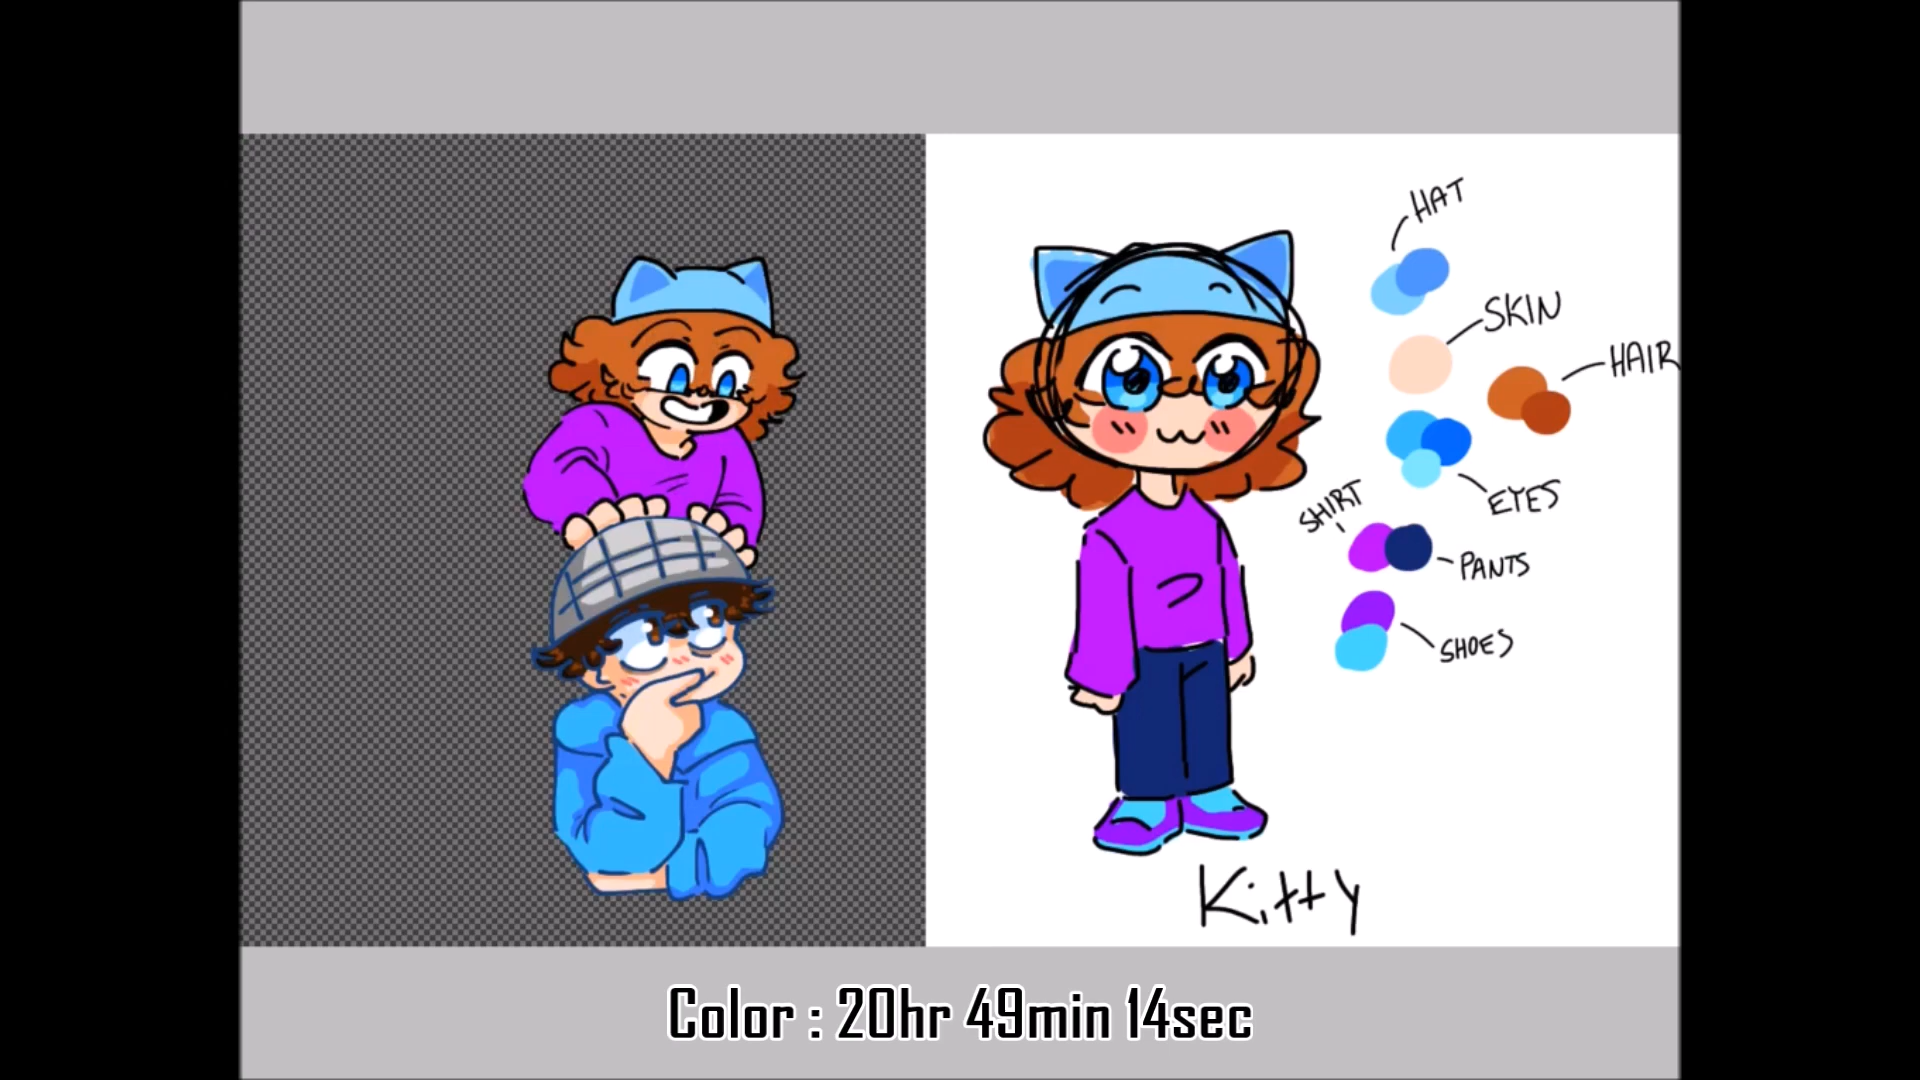 HAT
SKIN
HAIR
EYES
SHIRT
PANTS
SHOES
Kitty
Color : 20hr 49min 14sec